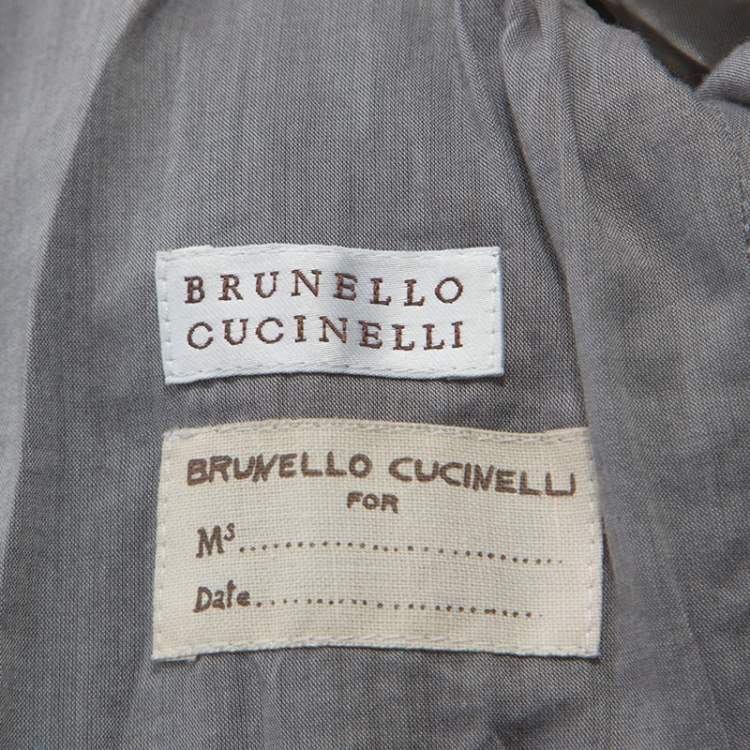 BRUNELLO
CUCINELLI
BRUNELLO CUCINELLI
FOR
Ms..............................
Date..............................